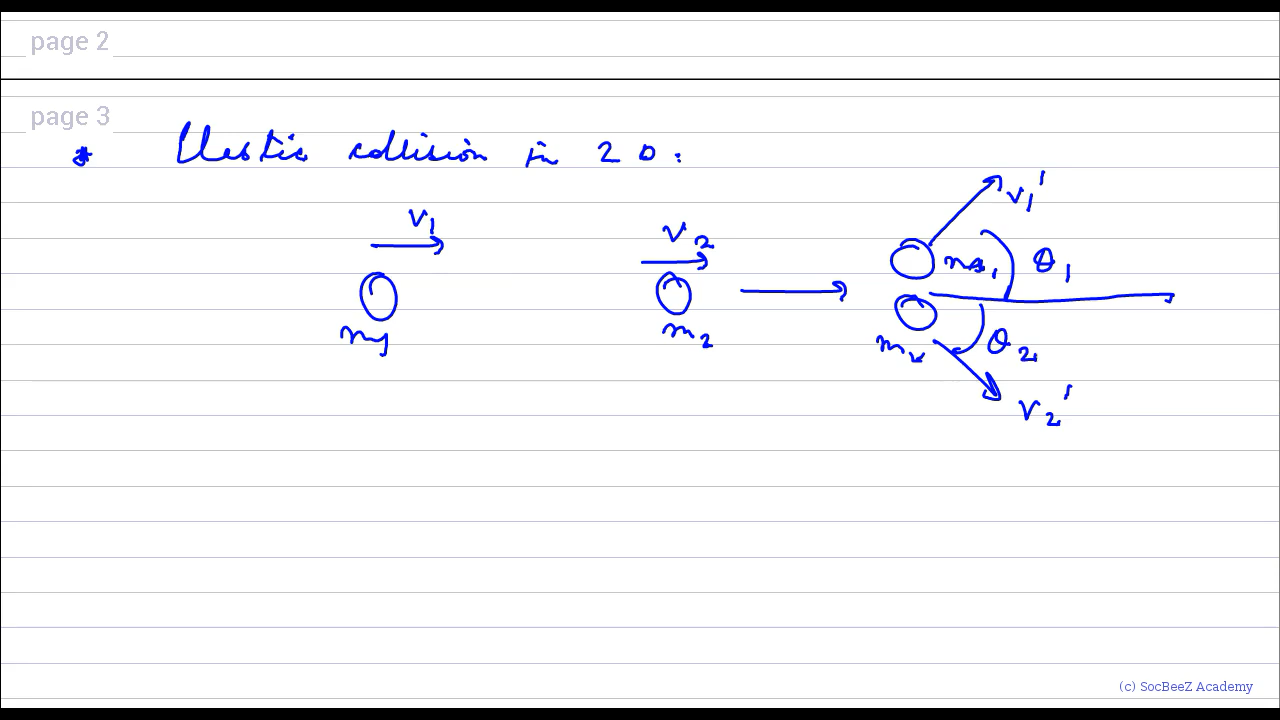 page 2
page 3
* Elastic collision in 2D.
v₁ v₂ v₁'
m₁ θ₁
m₁ m₂ m₂ θ₂
v₂'
(c) SocBeeZ Academy